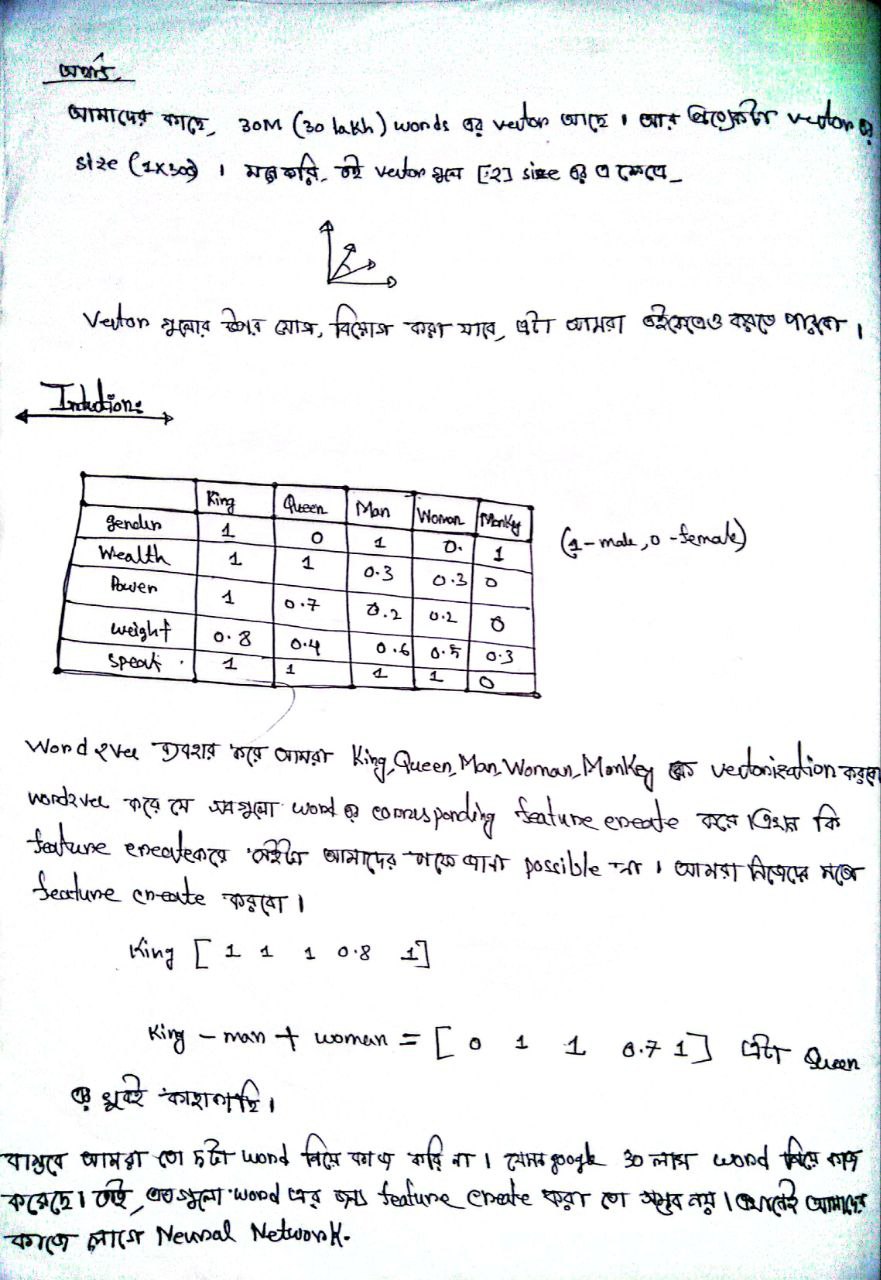 অর্থাৎ,
আমাদের কাছে, 30M (30 lakh) words এর vector আছে। আর প্রত্যেকটা vector এর
size (1x300)। মনে করি, ঐ vector গুলো [:2] size এর এ ক্ষেত্রে_
Vector গুলোর উপর যোগ, বিয়োগ করা যাবে, এটা আমরা এইক্ষেত্রেও করতে পারবো।
Intution:
King Queen Man Woman Monkey
gender 1 0 1 0. 1 (1-male, 0-female)
Wealth 1 1 0.3 0.3 0
Power 1 0.7 0.2 0.2 0
weight 0.8 0.4 0.6 0.5 0.3
Speak 1 1 1 1 0
Word2vec ব্যবহার করে আমরা King, Queen, Man, Woman, Monkey কে vectorization করবো
word2vec করে সে সবগুলো word এর corresponding feature create করে। এখন কি
feature create করে সেইটা আমাদের পক্ষে জানা possible না। আমরা নিজেদের মতো
feature create করবো।
King [1 1 1 0.8 1]
King - man + woman = [0 1 1 0.7 1] এটা Queen
এর খুবই কাছাকাছি।
বাস্তবে আমরা তো ৫টা word নিয়ে কাজ করি না। যেমন google 30 লাখ word নিয়ে কাজ
করেছে। তাই, এতগুলো word এর জন্য feature create করা তো সম্ভব নয়। এখানেই আমাদের
কাজে লাগে Neural Network.